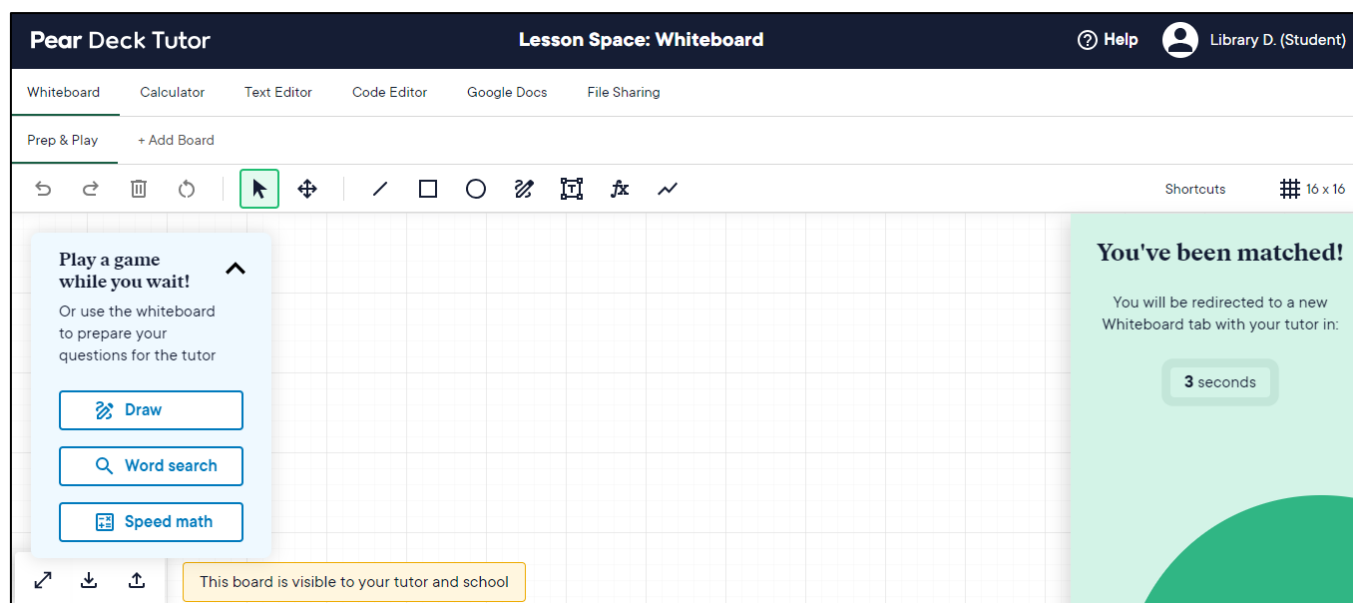 Pear Deck Tutor
Lesson Space: Whiteboard
Help
Library D. (Student)
Whiteboard
Calculator
Text Editor
Code Editor
Google Docs
File Sharing
Prep & Play
+ Add Board
T
fx
Shortcuts
16 x 16
Play a game
while you wait!
Or use the whiteboard
to prepare your
questions for the tutor
Draw
Word search
Speed math
This board is visible to your tutor and school
You've been matched!
You will be redirected to a new
Whiteboard tab with your tutor in:
3 seconds